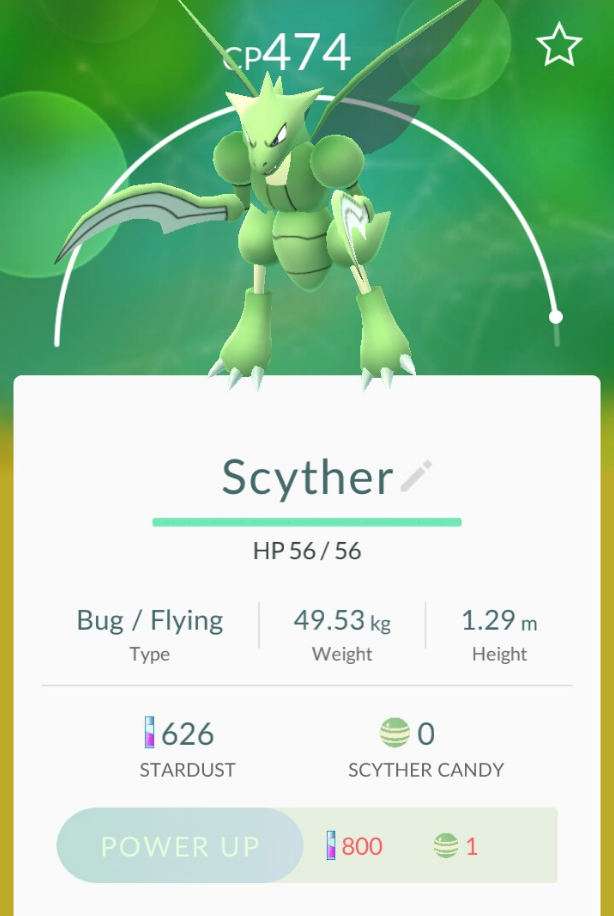 CP474
Scyther
HP 56 / 56
Bug / Flying
Type
49.53 kg
Weight
1.29 m
Height
626
STARDUST
0
SCYTHER CANDY
POWER UP
800
1